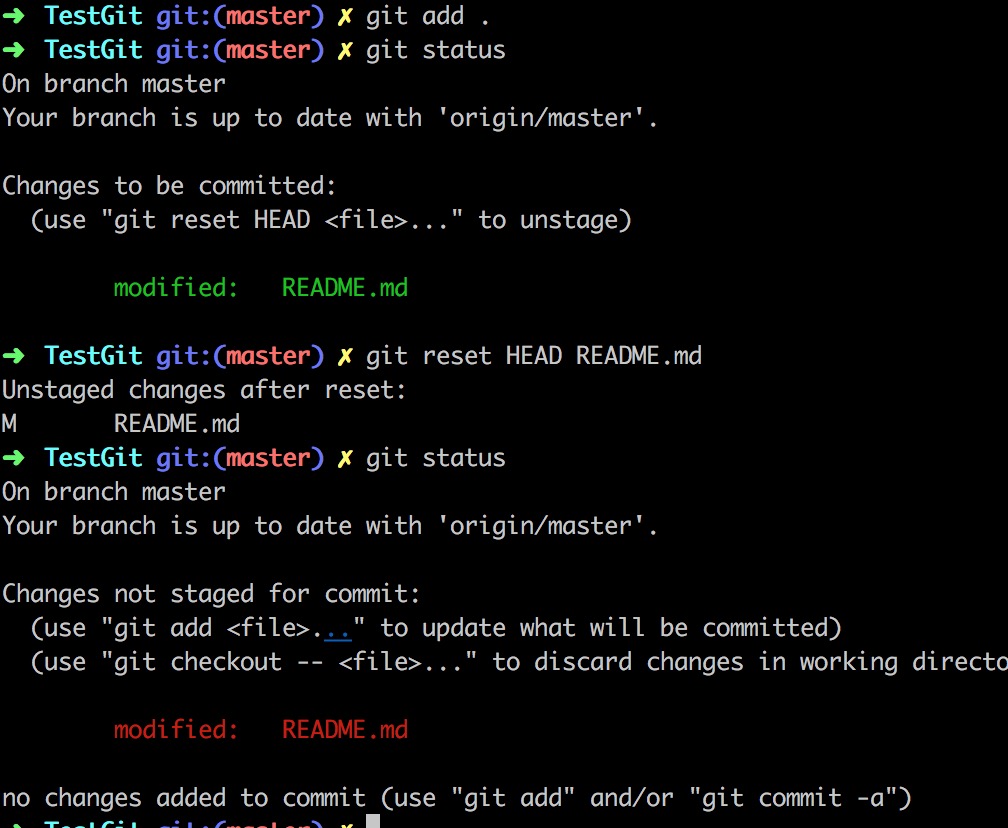 ➜ TestGit git:(master) ✗ git add .
➜ TestGit git:(master) ✗ git status
On branch master
Your branch is up to date with 'origin/master'.
Changes to be committed:
(use "git reset HEAD <file>..." to unstage)
modified: README.md
➜ TestGit git:(master) ✗ git reset HEAD README.md
Unstaged changes after reset:
M README.md
➜ TestGit git:(master) ✗ git status
On branch master
Your branch is up to date with 'origin/master'.
Changes not staged for commit:
(use "git add <file>..." to update what will be committed)
(use "git checkout -- <file>..." to discard changes in working directo
modified: README.md
no changes added to commit (use "git add" and/or "git commit -a")
➜ TestGit git:(master) ✗